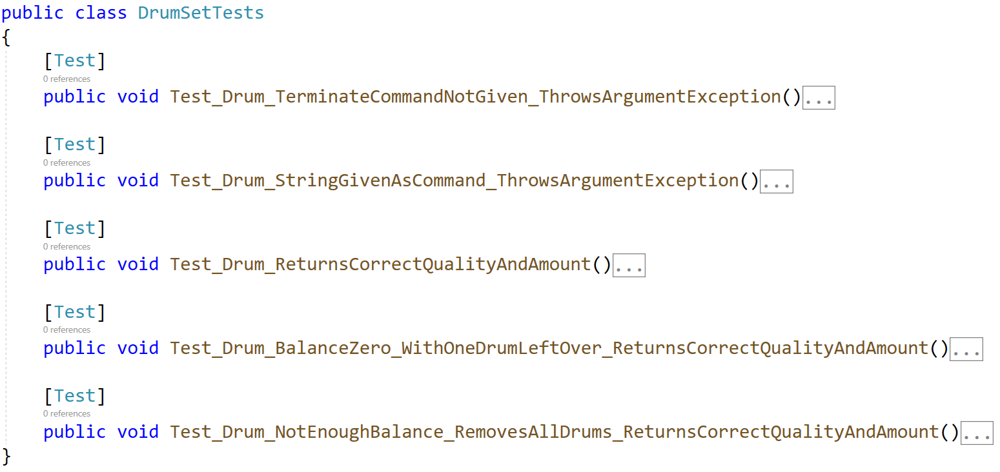 public class DrumSetTests
{
[Test]
0 references
public void Test_Drum_TerminateCommandNotGiven_ThrowsArgumentException()...
[Test]
0 references
public void Test_Drum_StringGivenAsCommand_ThrowsArgumentException()...
[Test]
0 references
public void Test_Drum_ReturnsCorrectQualityAndAmount()...
[Test]
0 references
public void Test_Drum_BalanceZero_WithOneDrumLeftOver_ReturnsCorrectQualityAndAmount()...
[Test]
0 references
public void Test_Drum_NotEnoughBalance_RemovesAllDrums_ReturnsCorrectQualityAndAmount()...
}